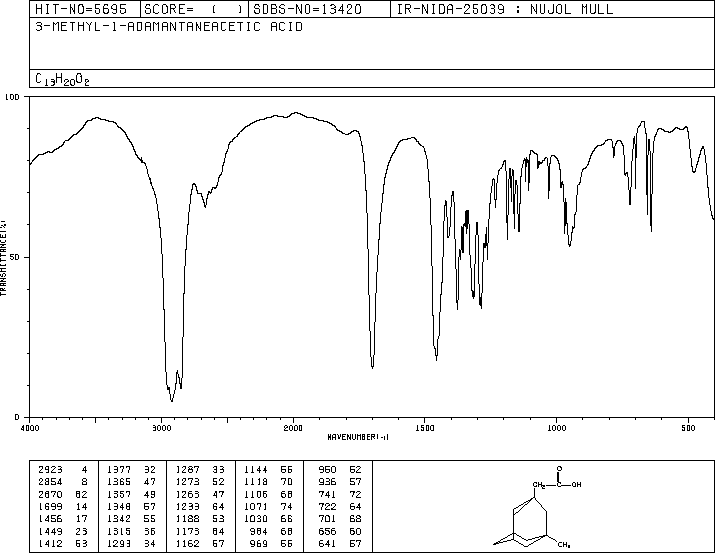 HIT-NO=5695 SCORE= ( ) SDBS-NO=13420 IR-NIDA-25039 : NUJOL MULL
3-METHYL-1-ADAMANTANEACETIC ACID
C13H20O2
100
50
0
TRANSMITTANCE(%)
4000 3000 2000 1500 1000 500
WAVENUMBER(-1)
2923 4 1377 32 1287 33 1144 55 950 52
2854 8 1365 47 1273 52 1118 70 936 57
2670 62 1357 49 1263 47 1106 68 741 72
1699 14 1348 57 1233 64 1071 74 722 64
1456 17 1342 55 1188 53 1030 66 701 68
1449 23 1315 36 1173 64 984 68 656 60
1412 53 1293 34 1162 57 969 55 641 57
O
CH2 C OH
CH3